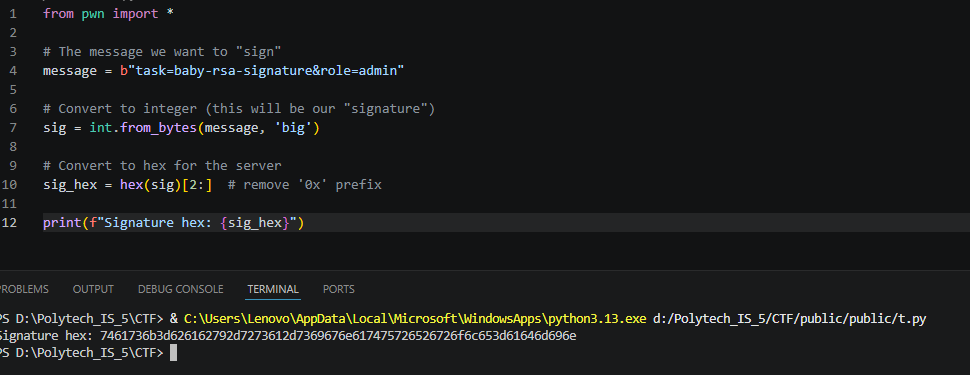 1 from pwn import *
2
3 # The message we want to "sign"
4 message = b"task=baby-rsa-signature&role=admin"
5
6 # Convert to integer (this will be our "signature")
7 sig = int.from_bytes(message, 'big')
8
9 # Convert to hex for the server
10 sig_hex = hex(sig)[2:]  # remove '0x' prefix
11
12 print(f"Signature hex: {sig_hex}")
ROBLEMS OUTPUT DEBUG CONSOLE TERMINAL PORTS
PS D:\Polytech_IS_5\CTF> & C:\Users\Lenovo\AppData\Local\Microsoft\WindowsApps\python3.13.exe d:/Polytech_IS_5/CTF/public/public/t.py
Signature hex: 7461736b3d626162792d7273612d7369676e617475726526726f6c653d61646d696e
PS D:\Polytech_IS_5\CTF>